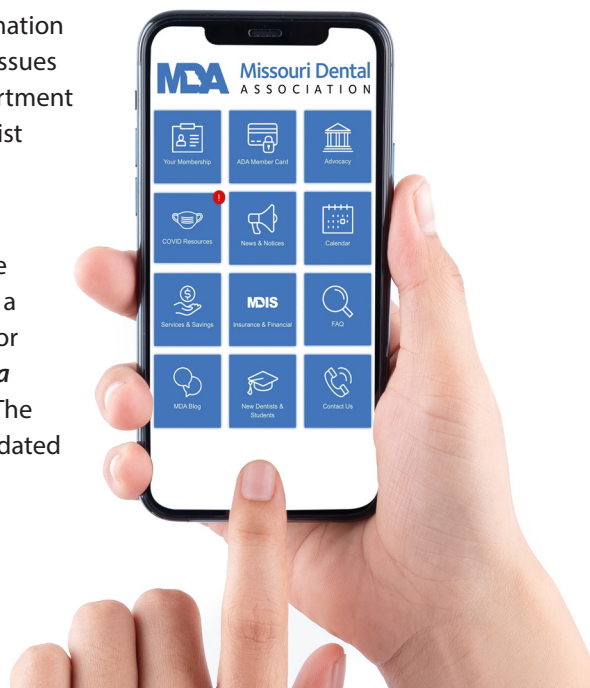 nation
ssues
rtment
ist
e
a
or
a
The
dated
MDA Missouri Dental
ASSOCIATION
Your Membership
ADA Member Card
Advocacy
!
COVID Resources
News & Notices
Calendar
Services & Savings
MDIS
Insurance & Financial
FAQ
MDA Blog
New Dentists &
Students
Contact Us